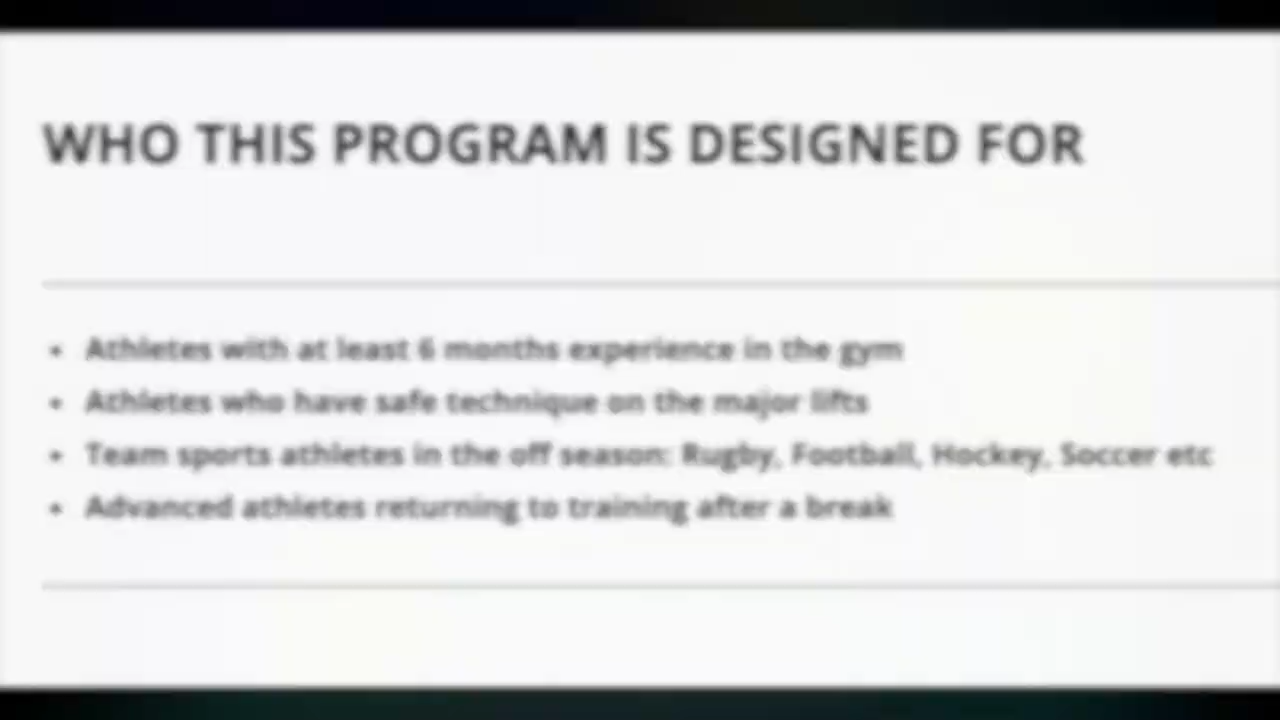 WHO THIS PROGRAM IS DESIGNED FOR
• Athletes with at least 6 months experience in the gym
• Athletes who have safe technique on the major lifts
• Team sports athletes in the off season: Rugby, Football, Hockey, Soccer etc
• Advanced athletes returning to training after a break